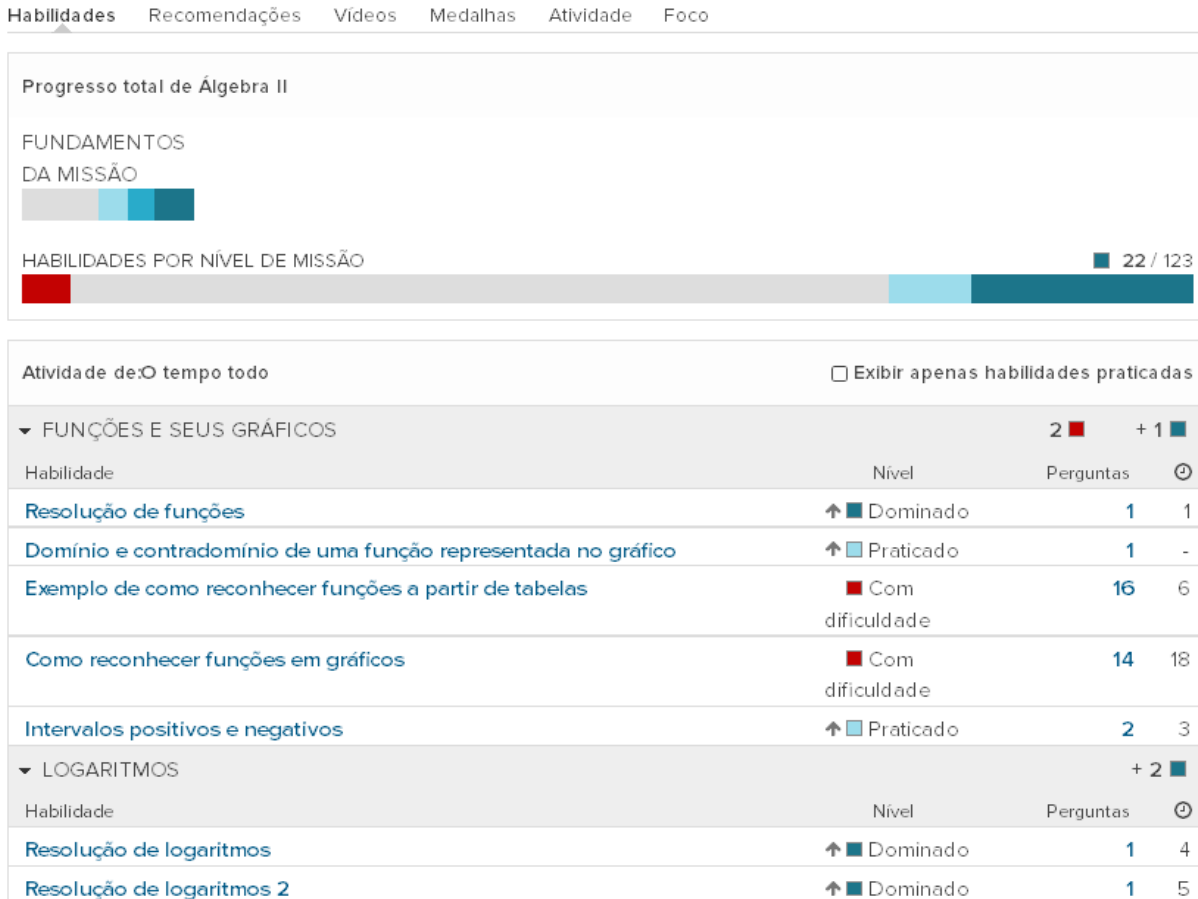 Habilidades Recomendações Vídeos Medalhas Atividade Foco
Progresso total de Álgebra II
FUNDAMENTOS
DA MISSÃO
HABILIDADES POR NÍVEL DE MISSÃO 22 / 123
Atividade de:O tempo todo Exibir apenas habilidades praticadas
FUNÇÕES E SEUS GRÁFICOS 2 + 1
Habilidade Nível Perguntas
Resolução de funções Dominado 1 1
Domínio e contradomínio de uma função representada no gráfico Praticado 1 -
Exemplo de como reconhecer funções a partir de tabelas Com 16 6
dificuldade
Como reconhecer funções em gráficos Com 14 18
dificuldade
Intervalos positivos e negativos Praticado 2 3
LOGARITMOS + 2
Habilidade Nível Perguntas
Resolução de logaritmos Dominado 1 4
Resolução de logaritmos 2 Dominado 1 5